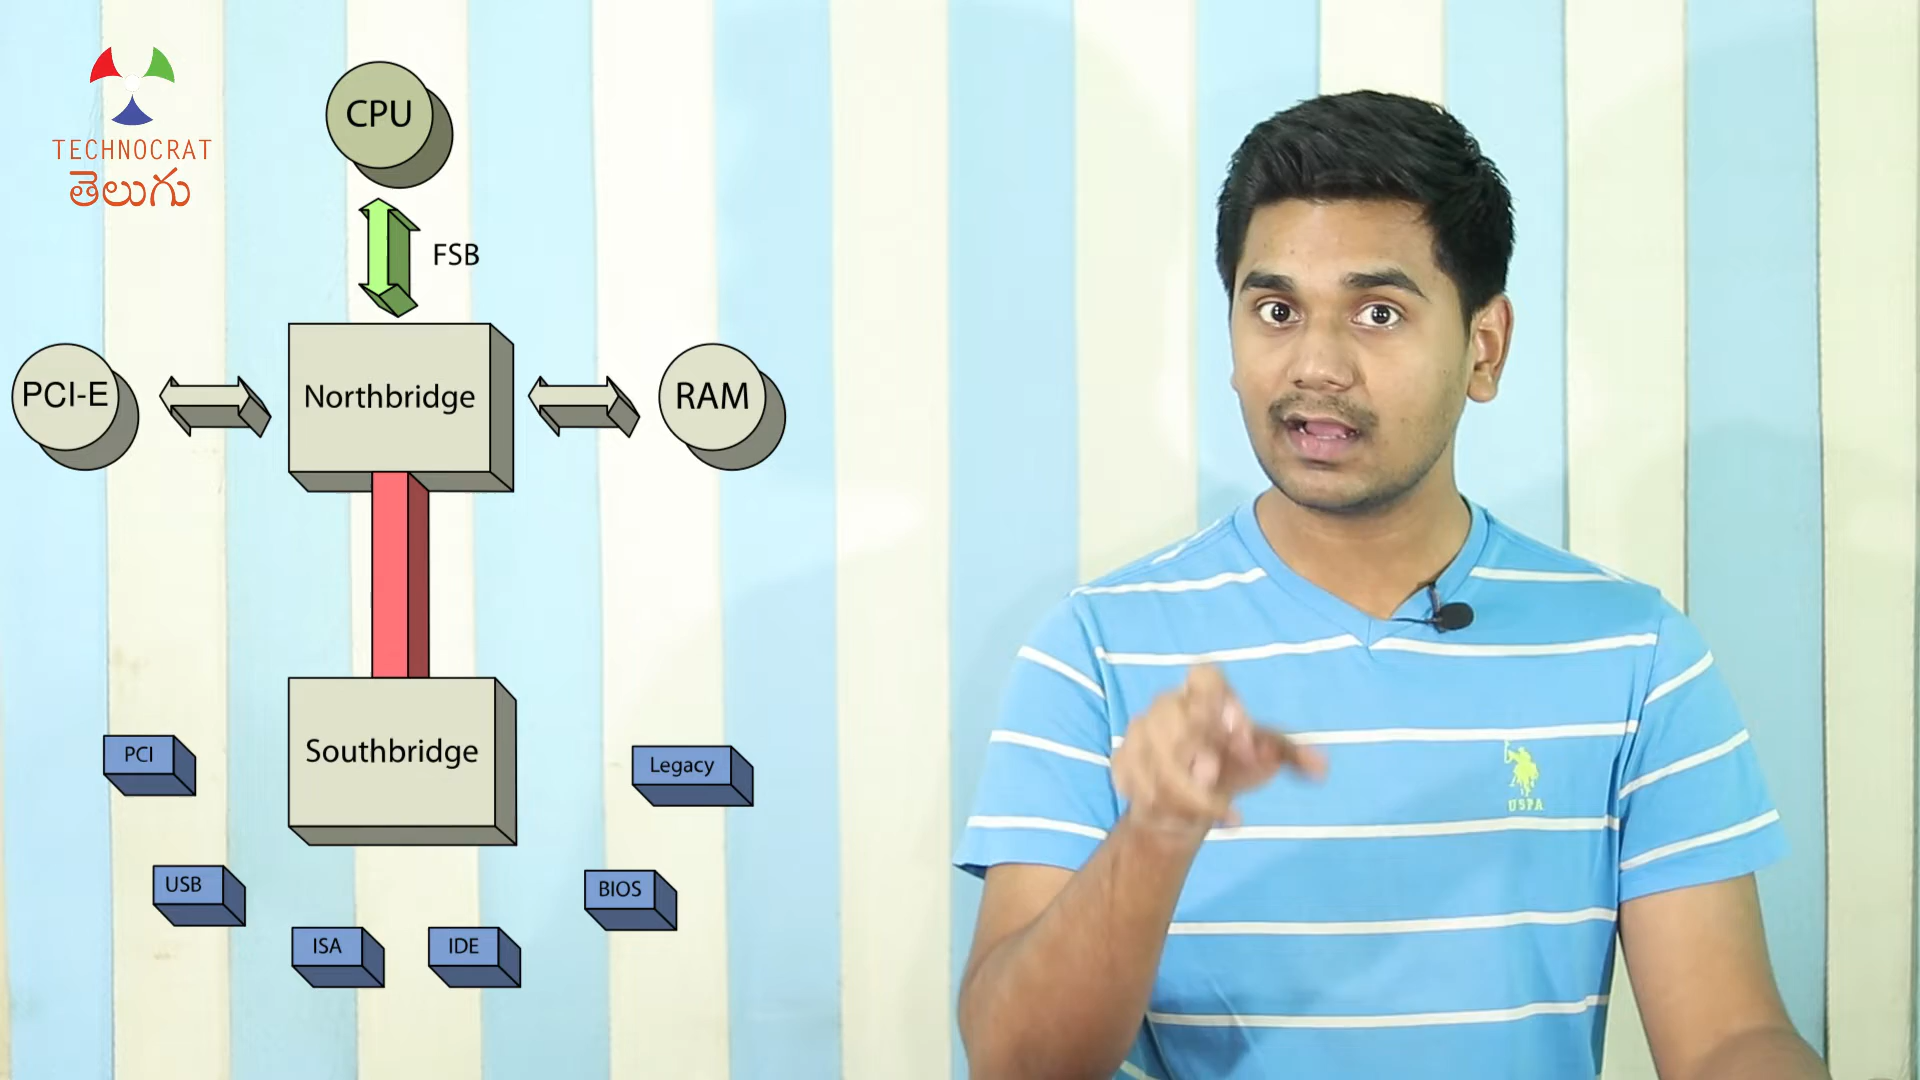 TECHNOCRAT
తెలుగు
CPU
FSB
PCI-E
Northbridge
RAM
Southbridge
PCI
Legacy
USB
BIOS
ISA
IDE
USPA